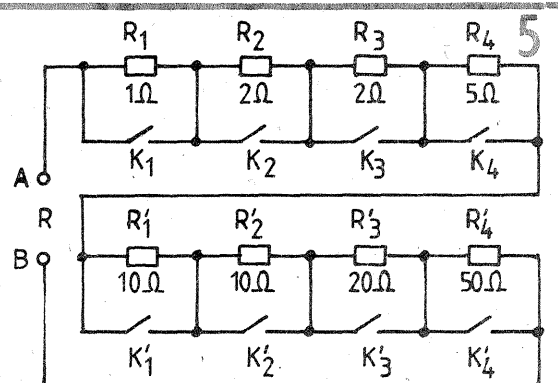 5
R₁ R₂ R₃ R₄
1Ω 2Ω 2Ω 5Ω
K₁ K₂ K₃ K₄
A
R
B
R'₁ R'₂ R'₃ R'₄
10Ω 10Ω 20Ω 50Ω
K'₁ K'₂ K'₃ K'₄